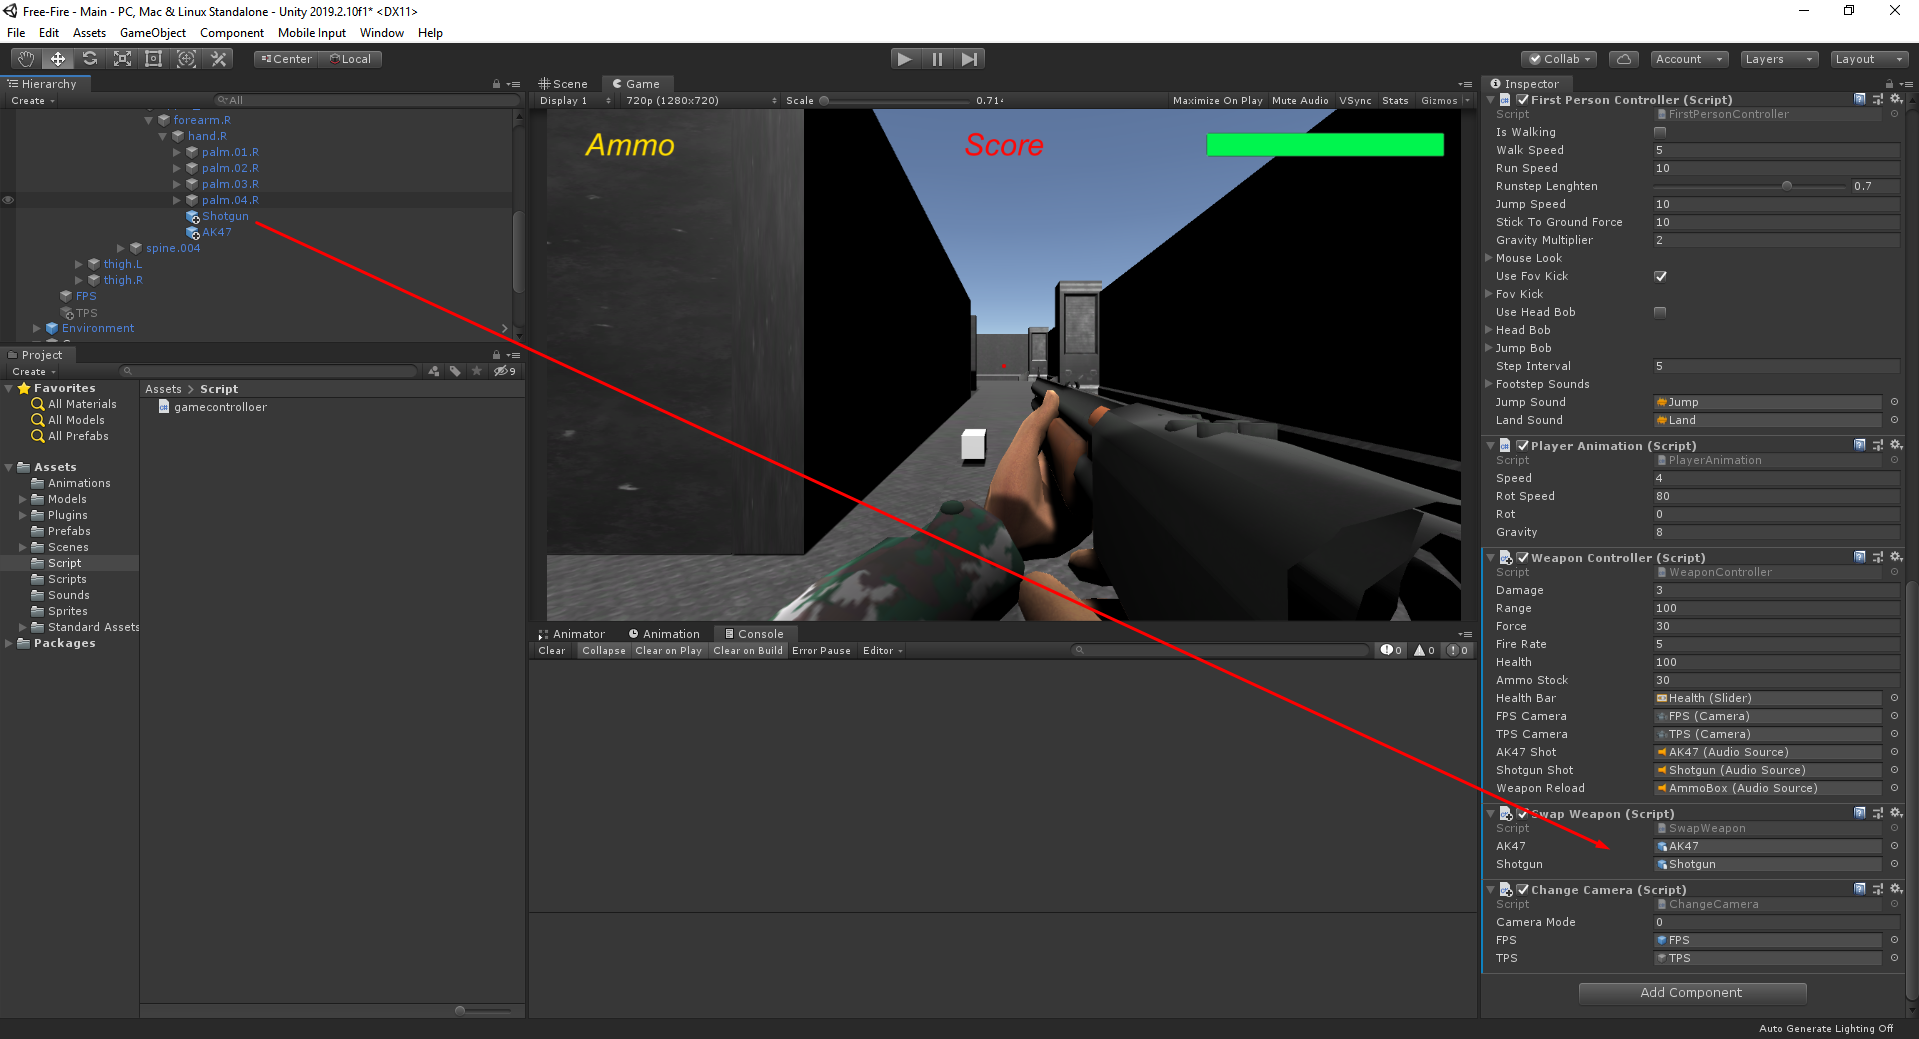 Free-Fire - Main - PC, Mac & Linux Standalone - Unity 2019.2.10f1* <DX11>
File Edit Assets GameObject Component Mobile Input Window Help
Center Local
Collab Account Layers Layout
Hierarchy
Create All
forearm.R
hand.R
palm.01.R
palm.02.R
palm.03.R
palm.04.R
Shotgun
AK47
spine.004
thigh.L
thigh.R
FPS
TPS
Environment
Project
Create 9
Favorites
All Materials
All Models
All Prefabs
Assets
Animations
Models
Plugins
Prefabs
Scenes
Script
Scripts
Sounds
Sprites
Standard Assets
Packages
Assets > Script
gamecontrolloer
Scene Game
Display 1 720p (1280x720) Scale 0.71 Maximize On Play Mute Audio VSync Stats Gizmos
Ammo Score
Animator Animation Console
Clear Collapse Clear on Play Clear on Build Error Pause Editor 0 0 0
Inspector
First Person Controller (Script)
Script FirstPersonController
Is Walking
Walk Speed 5
Run Speed 10
Runstep Lenghten 0.7
Jump Speed 10
Stick To Ground Force 10
Gravity Multiplier 2
Mouse Look
Use Fov Kick
Fov Kick
Use Head Bob
Head Bob
Jump Bob
Step Interval 5
Footstep Sounds
Jump Sound Jump
Land Sound Land
Player Animation (Script)
Script PlayerAnimation
Speed 4
Rot Speed 80
Rot 0
Gravity 8
Weapon Controller (Script)
Script WeaponController
Damage 3
Range 100
Force 30
Fire Rate 5
Health 100
Ammo Stock 30
Health Bar Health (Slider)
FPS Camera FPS (Camera)
TPS Camera TPS (Camera)
AK47 Shot AK47 (Audio Source)
Shotgun Shot Shotgun (Audio Source)
Weapon Reload AmmoBox (Audio Source)
Swap Weapon (Script)
Script SwapWeapon
AK47 AK47
Shotgun Shotgun
Change Camera (Script)
Script ChangeCamera
Camera Mode 0
FPS FPS
TPS TPS
Add Component
Auto Generate Lighting Off